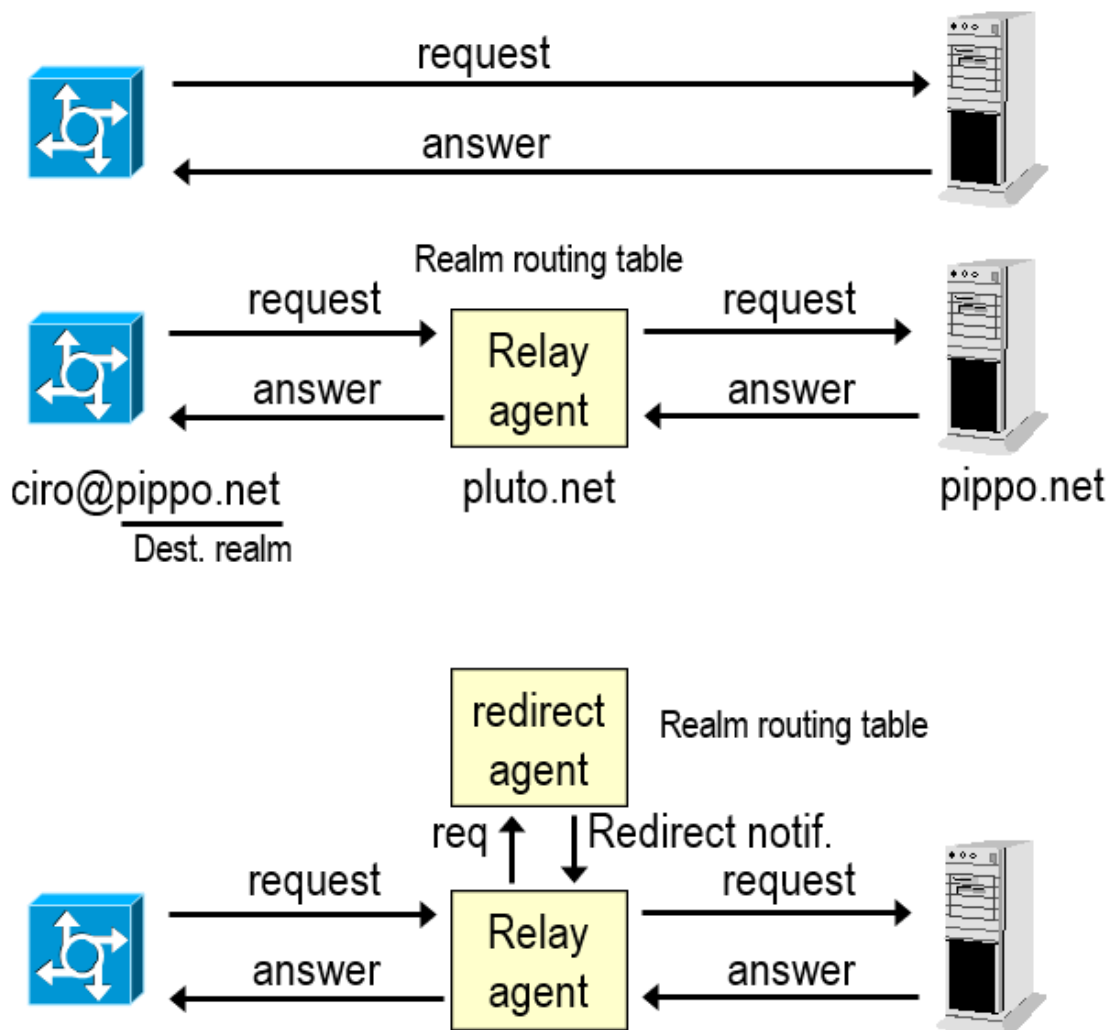 request
answer
Realm routing table
request
request
Relay
agent
answer
answer
ciro@pippo.net
pluto.net
pippo.net
Dest. realm
redirect
agent
Realm routing table
req
Redirect notif.
request
request
Relay
agent
answer
answer